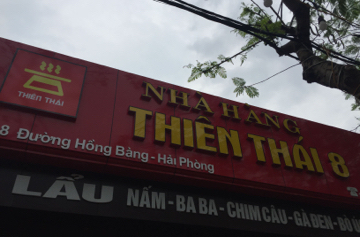 THIÊN THÁI
NHÀ HÀNG
THIÊN THÁI 8
8 Đường Hồng Bàng - Hải Phòng
LẨU NẤM - BA BA - CHIM CÂU - GÀ ĐEN - BÒ